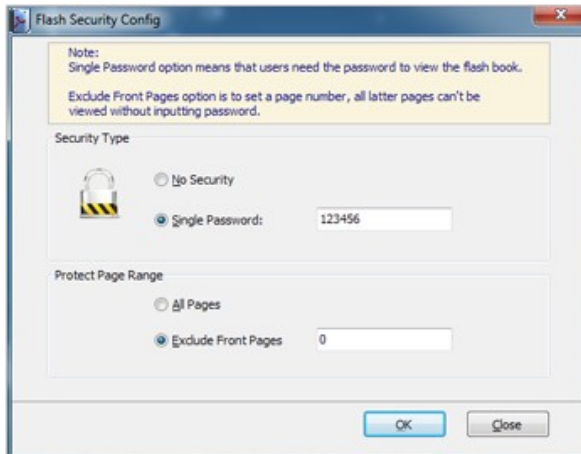 Flash Security Config
Note:
Single Password option means that users need the password to view the flash book.
Exclude Front Pages option is to set a page number, all latter pages can't be
viewed without inputting password.
Security Type
No Security
Single Password:
123456
Protect Page Range
All Pages
Exclude Front Pages
0
OK
Close